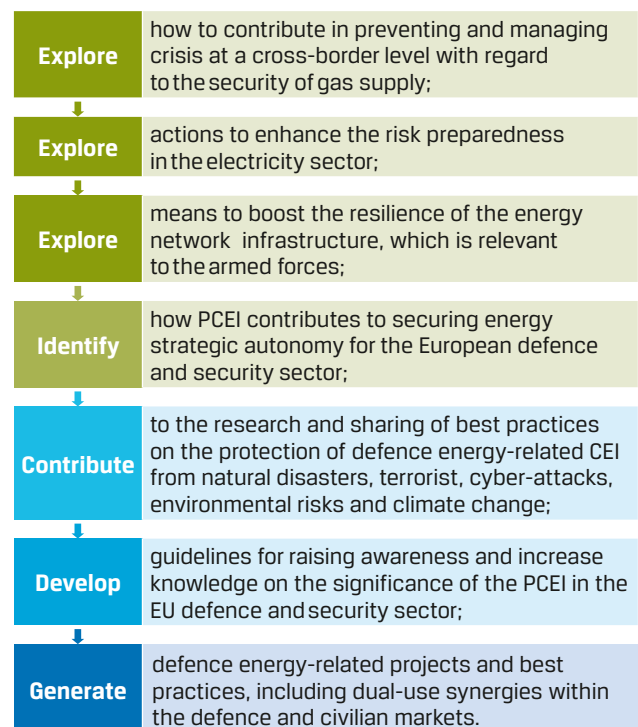 Explore
how to contribute in preventing and managing
crisis at a cross-border level with regard
to the security of gas supply;
Explore
actions to enhance the risk preparedness
in the electricity sector;
Explore
means to boost the resilience of the energy
network infrastructure, which is relevant
to the armed forces;
Identify
how PCEI contributes to securing energy
strategic autonomy for the European defence
and security sector;
Contribute
to the research and sharing of best practices
on the protection of defence energy-related CEI
from natural disasters, terrorist, cyber-attacks,
environmental risks and climate change;
Develop
guidelines for raising awareness and increase
knowledge on the significance of the PCEI in the
EU defence and security sector;
Generate
defence energy-related projects and best
practices, including dual-use synergies within
the defence and civilian markets.